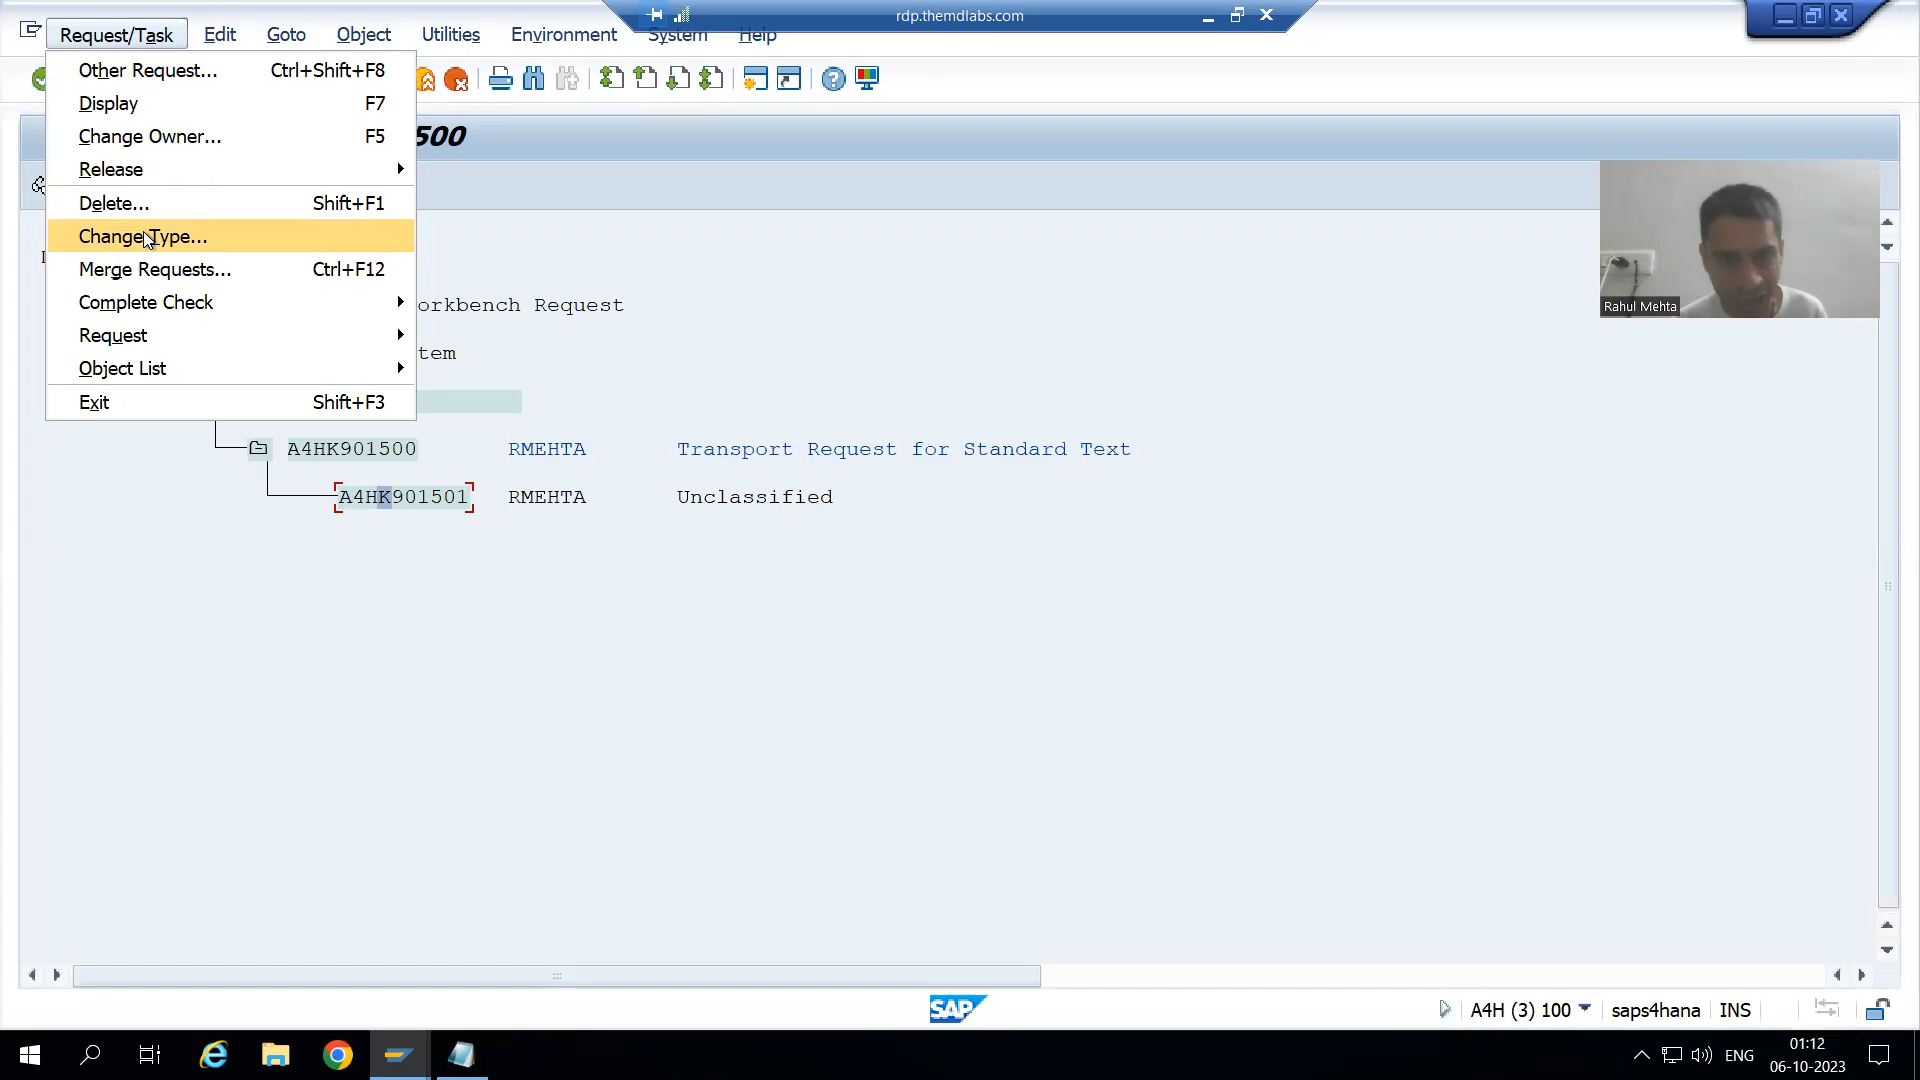 rdp.themdlabs.com
Request/Task Edit Goto Object Utilities Environment System Help
Other Request... Ctrl+Shift+F8
Display F7
Change Owner... F5
Release
Delete... Shift+F1
Change Type...
Merge Requests... Ctrl+F12
Complete Check
Request
Object List
Exit Shift+F3
500
orkbench Request
tem
A4HK901500 RMEHTA Transport Request for Standard Text
A4HK901501 RMEHTA Unclassified
Rahul Mehta
SAP
A4H (3) 100 saps4hana INS
ENG
01:12
06-10-2023